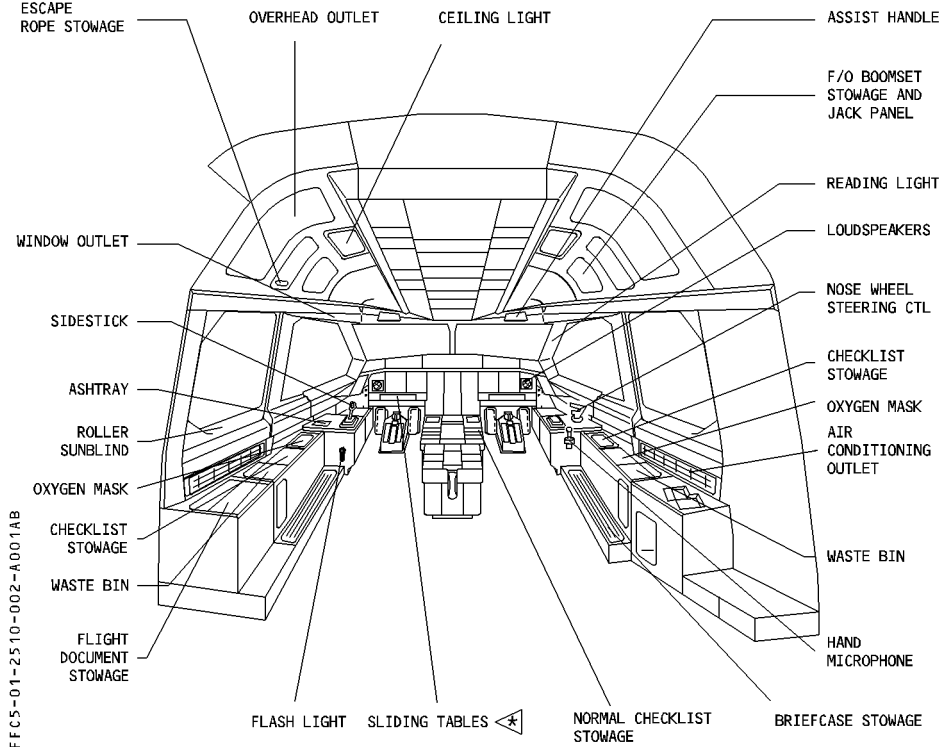 ESCAPE
ROPE STOWAGE
OVERHEAD OUTLET
CEILING LIGHT
ASSIST HANDLE
F/O BOOMSET
STOWAGE AND
JACK PANEL
READING LIGHT
WINDOW OUTLET
LOUDSPEAKERS
NOSE WHEEL
STEERING CTL
SIDESTICK
CHECKLIST
STOWAGE
ASHTRAY
OXYGEN MASK
ROLLER
SUNBLIND
AIR
CONDITIONING
OUTLET
OXYGEN MASK
CHECKLIST
STOWAGE
WASTE BIN
WASTE BIN
FLIGHT
DOCUMENT
STOWAGE
HAND
MICROPHONE
FLASH LIGHT
SLIDING TABLES *
NORMAL CHECKLIST
STOWAGE
BRIEFCASE STOWAGE
FFC5-01-2510-002-A001AB